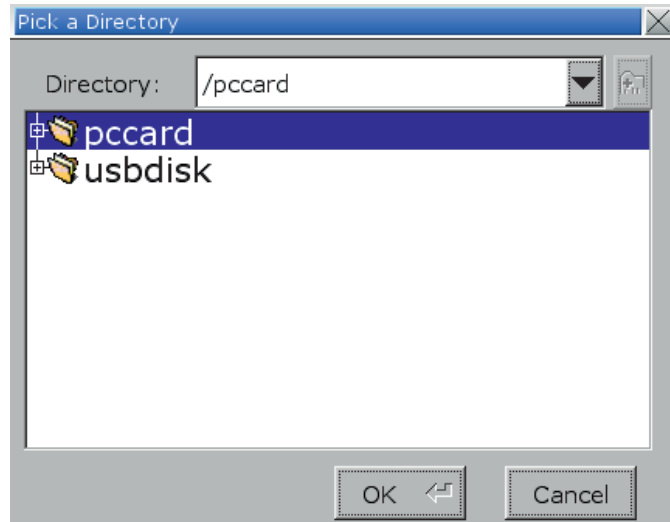 Pick a Directory
Directory: /pccard
pccard
usbdisk
OK Cancel